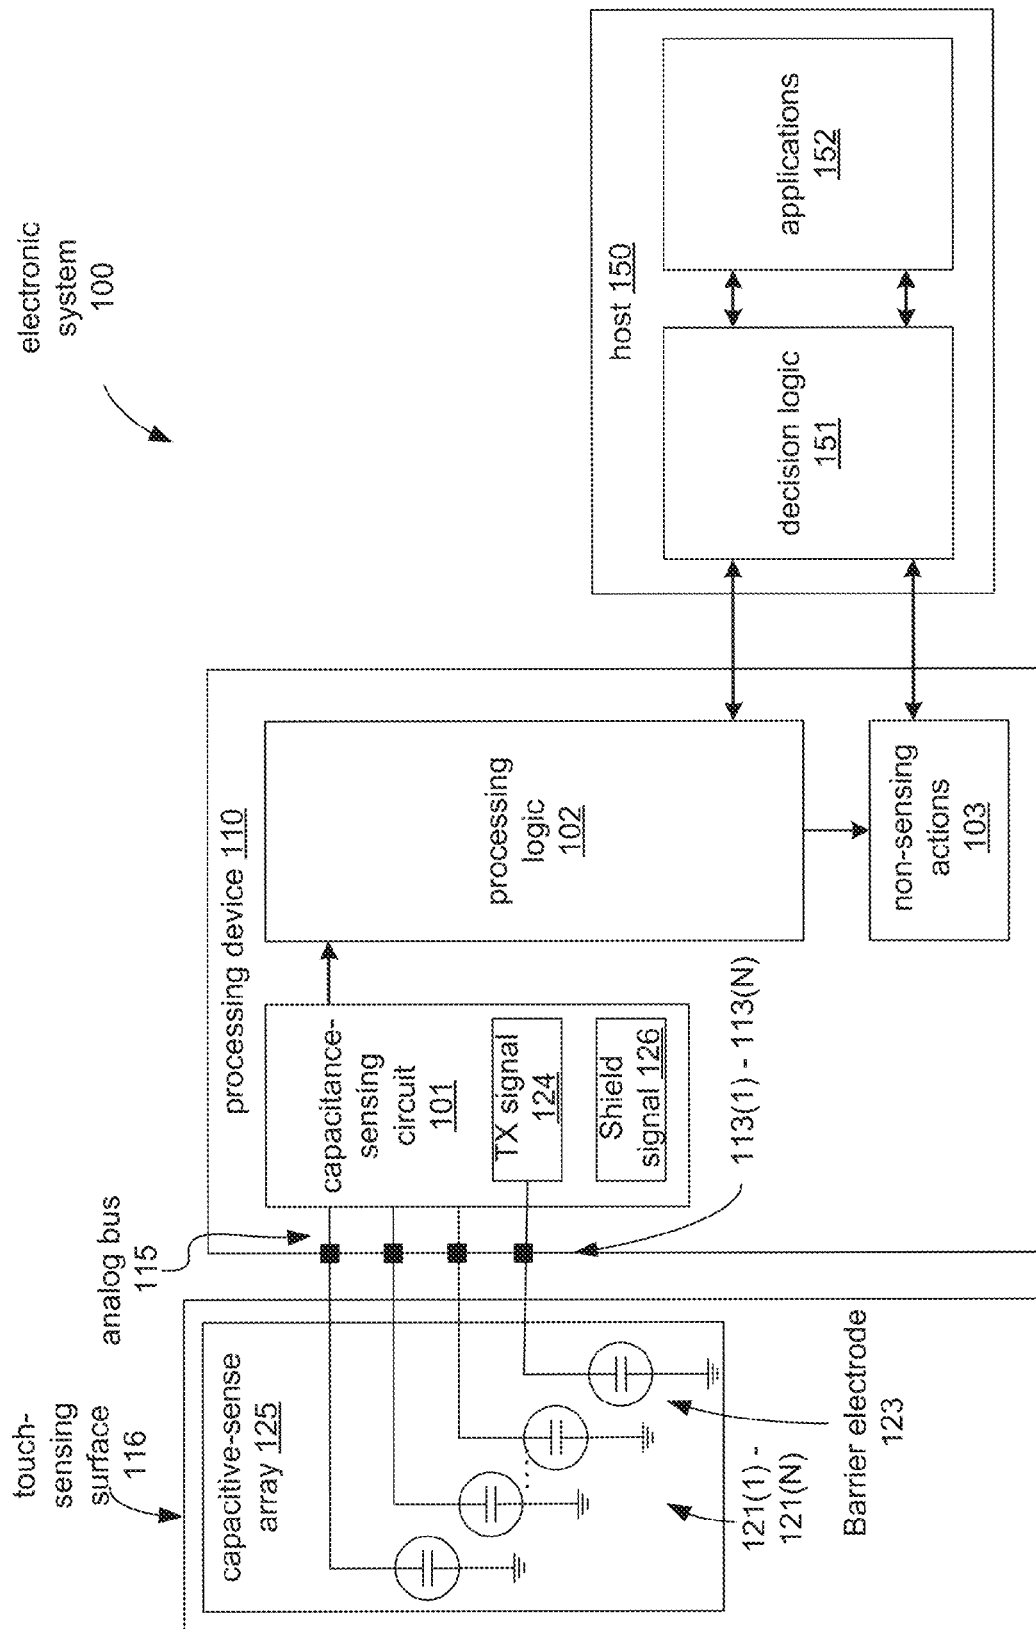 electronic
system
100
touch-
sensing
surface
116
analog bus
115
capacitive-sense
array 125
121(1) -
121(N)
Barrier electrode
123
processing device 110
capacitance-
sensing
circuit
101
TX signal
124
Shield
signal 126
113(1) - 113(N)
processing
logic
102
non-sensing
actions
103
host 150
decision logic
151
applications
152